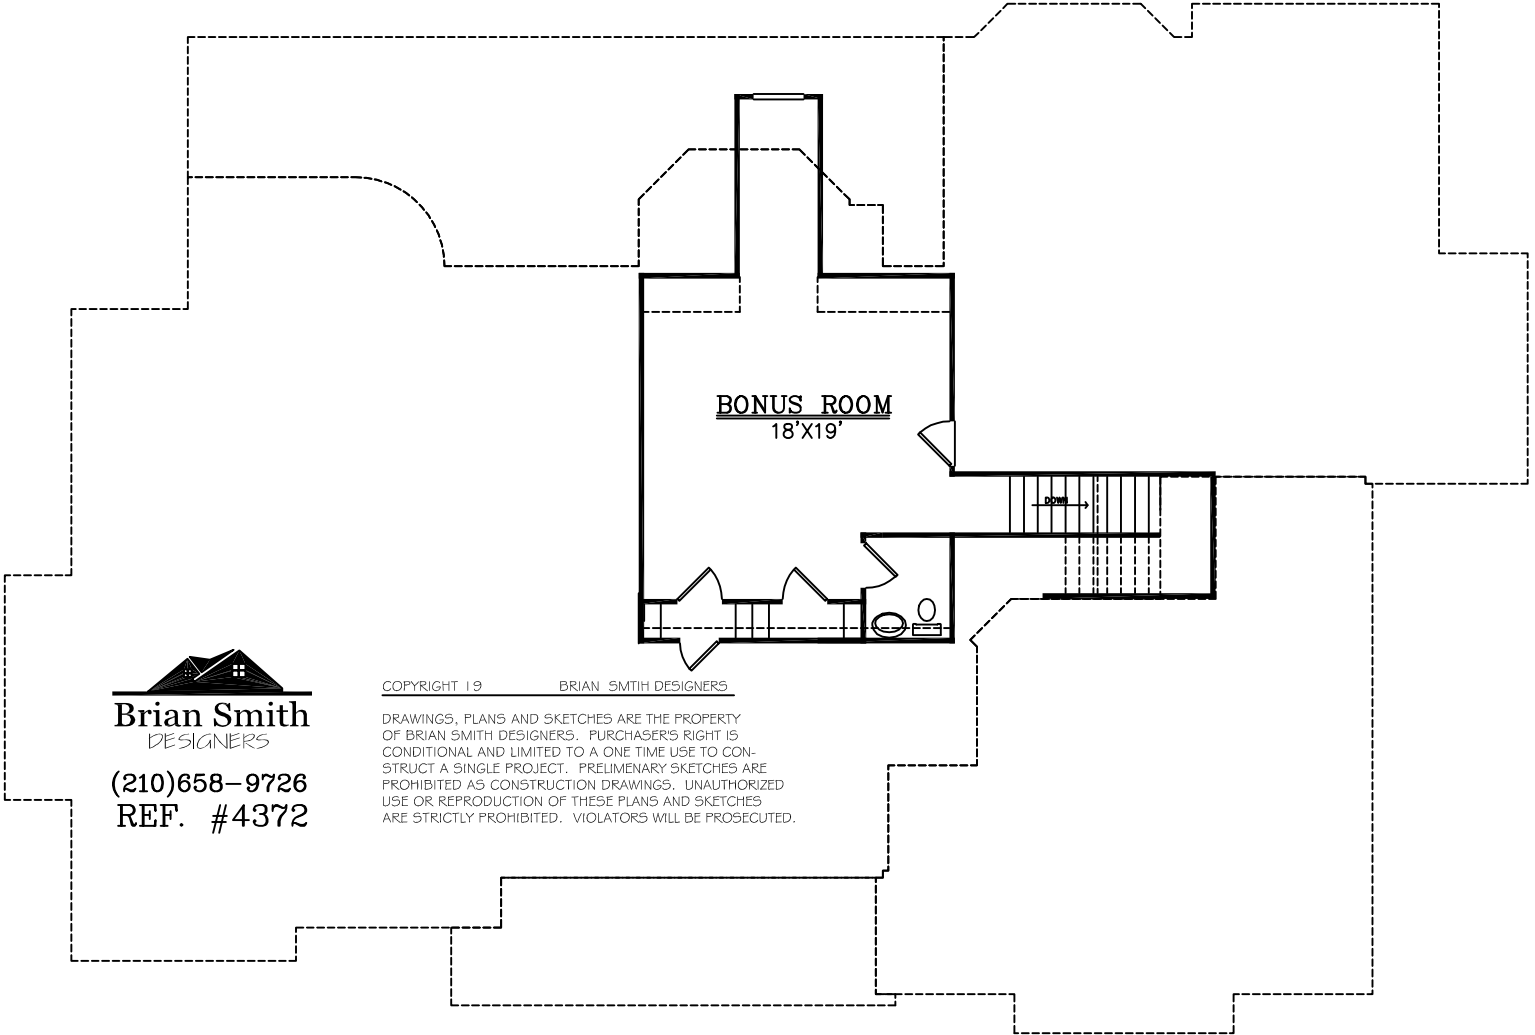 BONUS ROOM
18'X19'
DOWN
Brian Smith
DESIGNERS
(210)658-9726
REF. #4372
COPYRIGHT 19 BRIAN SMTIH DESIGNERS
DRAWINGS, PLANS AND SKETCHES ARE THE PROPERTY
OF BRIAN SMITH DESIGNERS. PURCHASER'S RIGHT IS
CONDITIONAL AND LIMITED TO A ONE TIME USE TO CON-
STRUCT A SINGLE PROJECT. PRELIMENARY SKETCHES ARE
PROHIBITED AS CONSTRUCTION DRAWINGS. UNAUTHORIZED
USE OR REPRODUCTION OF THESE PLANS AND SKETCHES
ARE STRICTLY PROHIBITED. VIOLATORS WILL BE PROSECUTED.